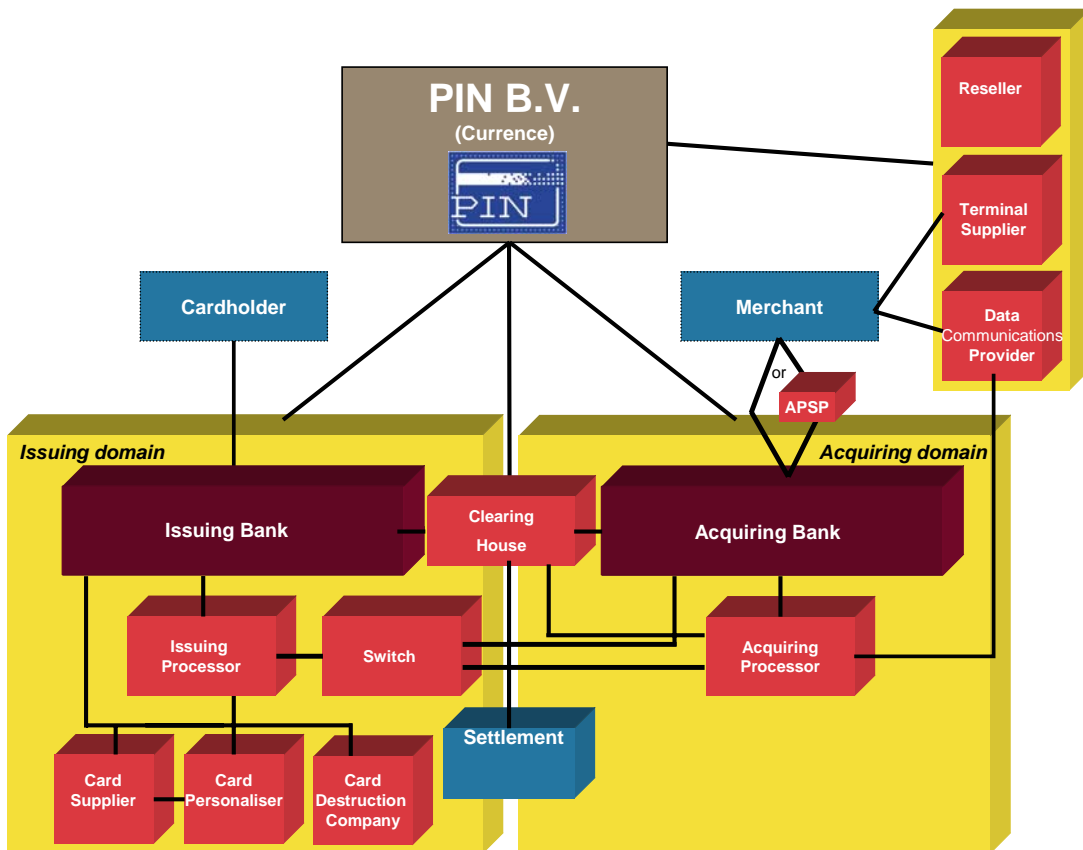 PIN B.V.
(Currence)
PIN
Reseller
Terminal
Supplier
Data
Communications
Provider
Cardholder
Merchant
or
APSP
Issuing domain
Acquiring domain
Issuing Bank
Clearing
House
Acquiring Bank
Issuing
Processor
Switch
Acquiring
Processor
Settlement
Card
Supplier
Card
Personaliser
Card
Destruction
Company